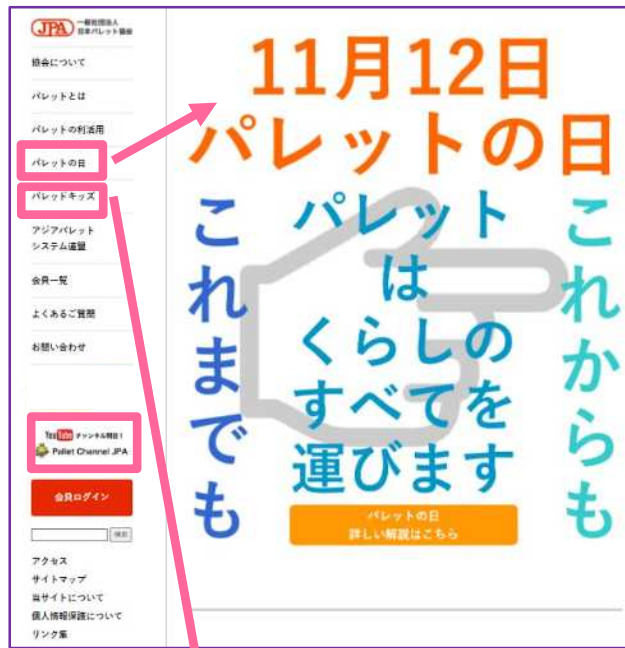 JPA 一般社団法人
日本パレット協会
協会について
パレットとは
パレットの利活用
パレットの日
パレッドキッズ
アジアパレット
システム連盟
会員一覧
よくあるご質問
お問い合わせ
YouTube チャンネル開設!
Pallet Channel JPA
会員ログイン
検索
アクセス
サイトマップ
当サイトについて
個人情報保護について
リンク集
11月12日
パレットの日
これまでも
パレット
は
くらしの
すべてを
運びます
これからも
パレットの日
詳しい解説はこちら